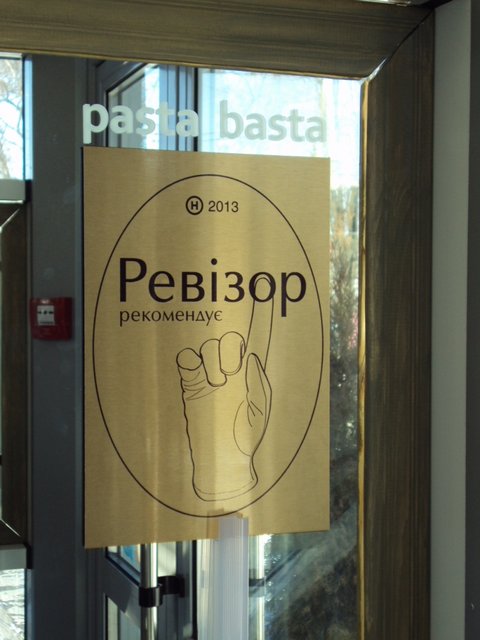 pasta basta
Н 2013
Ревізор
рекомендує